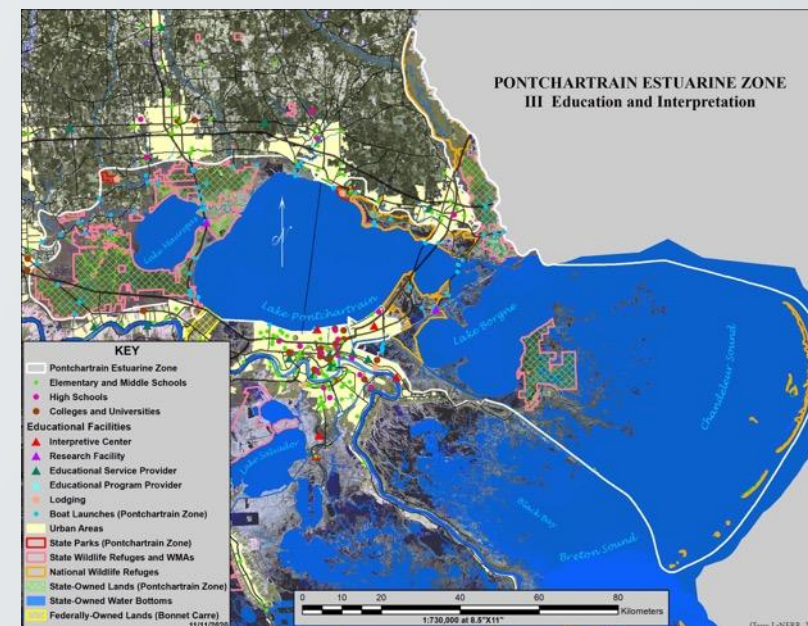 PONTCHARTRAIN ESTUARINE ZONE
III Education and Interpretation
Lake Maurepas
N
Lake Pontchartrain
Lake Borgne
Chandeleur Sound
Lake Salvador
Black Bay
Breton Sound
KEY
Pontchartrain Estuarine Zone
Elementary and Middle Schools
High Schools
Colleges and Universities
Educational Facilities
Interpretive Center
Research Facility
Educational Service Provider
Educational Program Provider
Lodging
Boat Launches (Pontchartrain Zone)
Urban Areas
State Parks (Pontchartrain Zone)
State Wildlife Refuges and WMAs
National Wildlife Refuges
State-Owned Lands (Pontchartrain Zone)
State-Owned Water Bottoms
Federally-Owned Lands (Bonnet Carre)
0 10 20 40 60 80
Kilometers
1:730,000 at 8.5"X11"